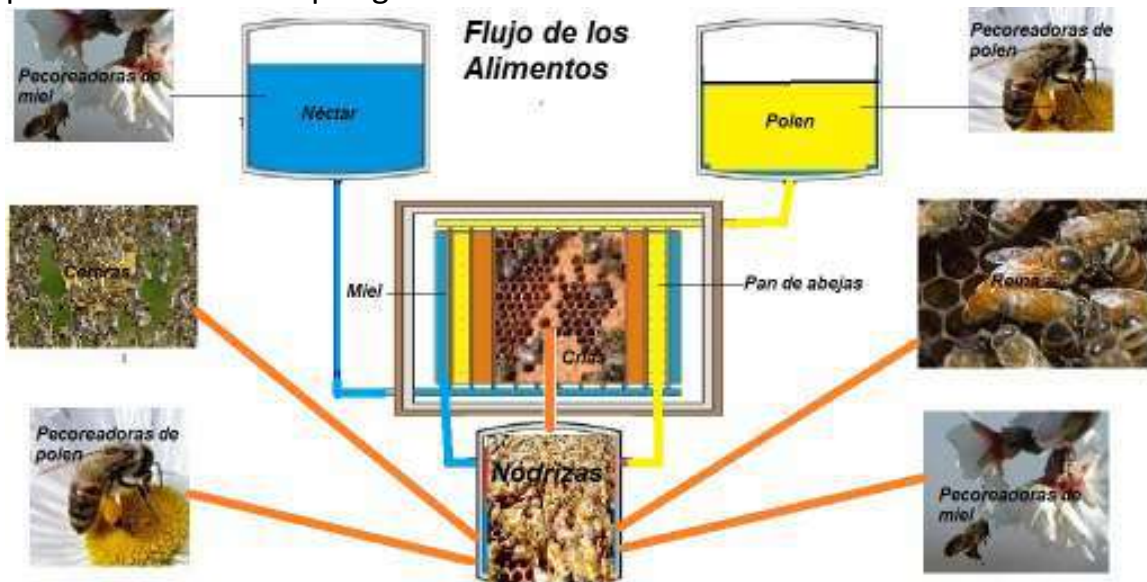 Flujo de los
Alimentos
Pecoreadoras de
miel
Néctar
Polen
Pecoreadoras de
polen
Cereras
Miel
Pan de abejas
Reina
Pecoreadoras de
polen
Nodrizas
Pecoreadoras de
miel